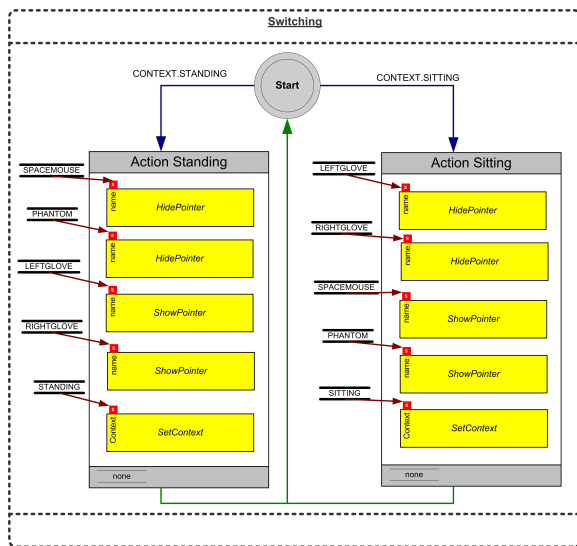 Switching
CONTEXT.STANDING
Start
CONTEXT.SITTING
Action Standing
SPACEMOUSE
s
name
HidePointer
PHANTOM
s
name
HidePointer
LEFTGLOVE
s
name
ShowPointer
RIGHTGLOVE
s
name
ShowPointer
STANDING
s
Context
SetContext
none
Action Sitting
LEFTGLOVE
s
name
HidePointer
RIGHTGLOVE
s
name
HidePointer
SPACEMOUSE
s
name
ShowPointer
PHANTOM
s
name
ShowPointer
SITTING
s
Context
SetContext
none